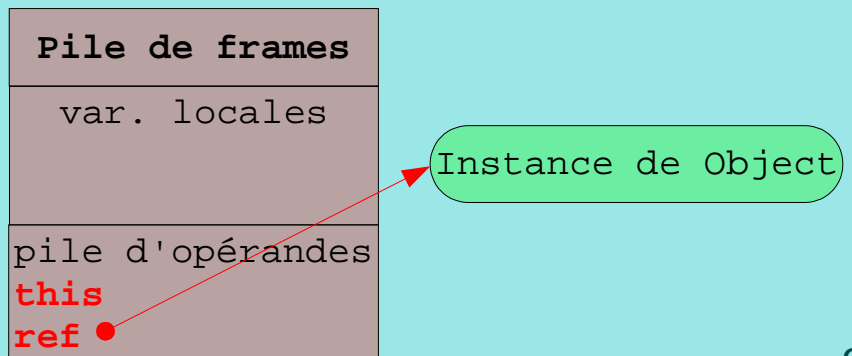 Pile de frames
var. locales
Instance de Object
pile d'opérandes
this
ref